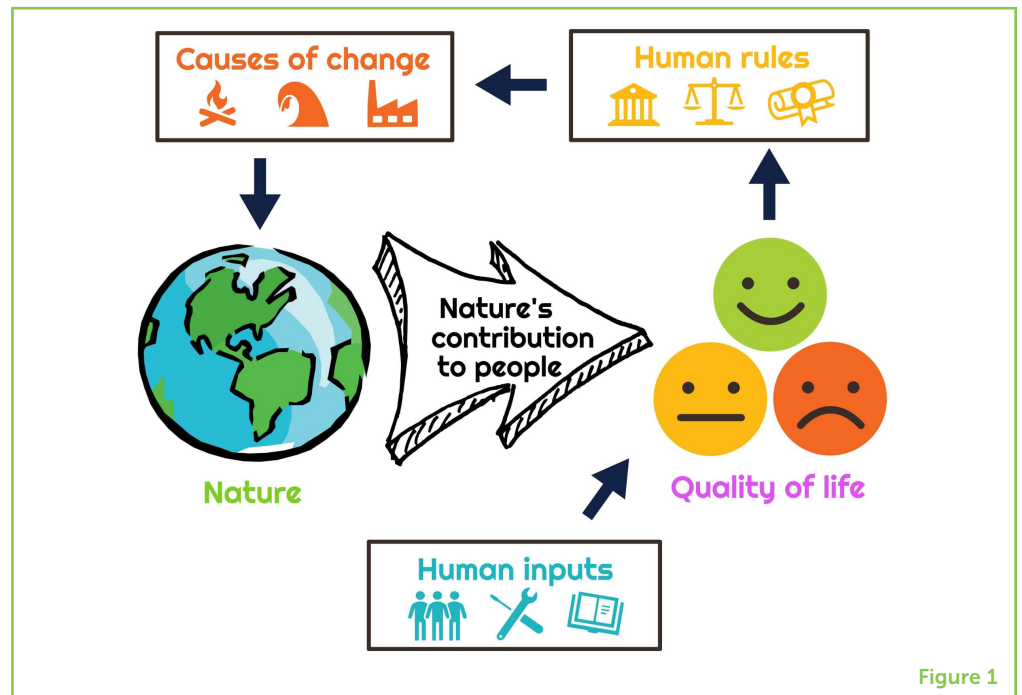 Causes of change
Human rules
Nature's
contribution
to people
Nature
Quality of life
Human inputs
Figure 1